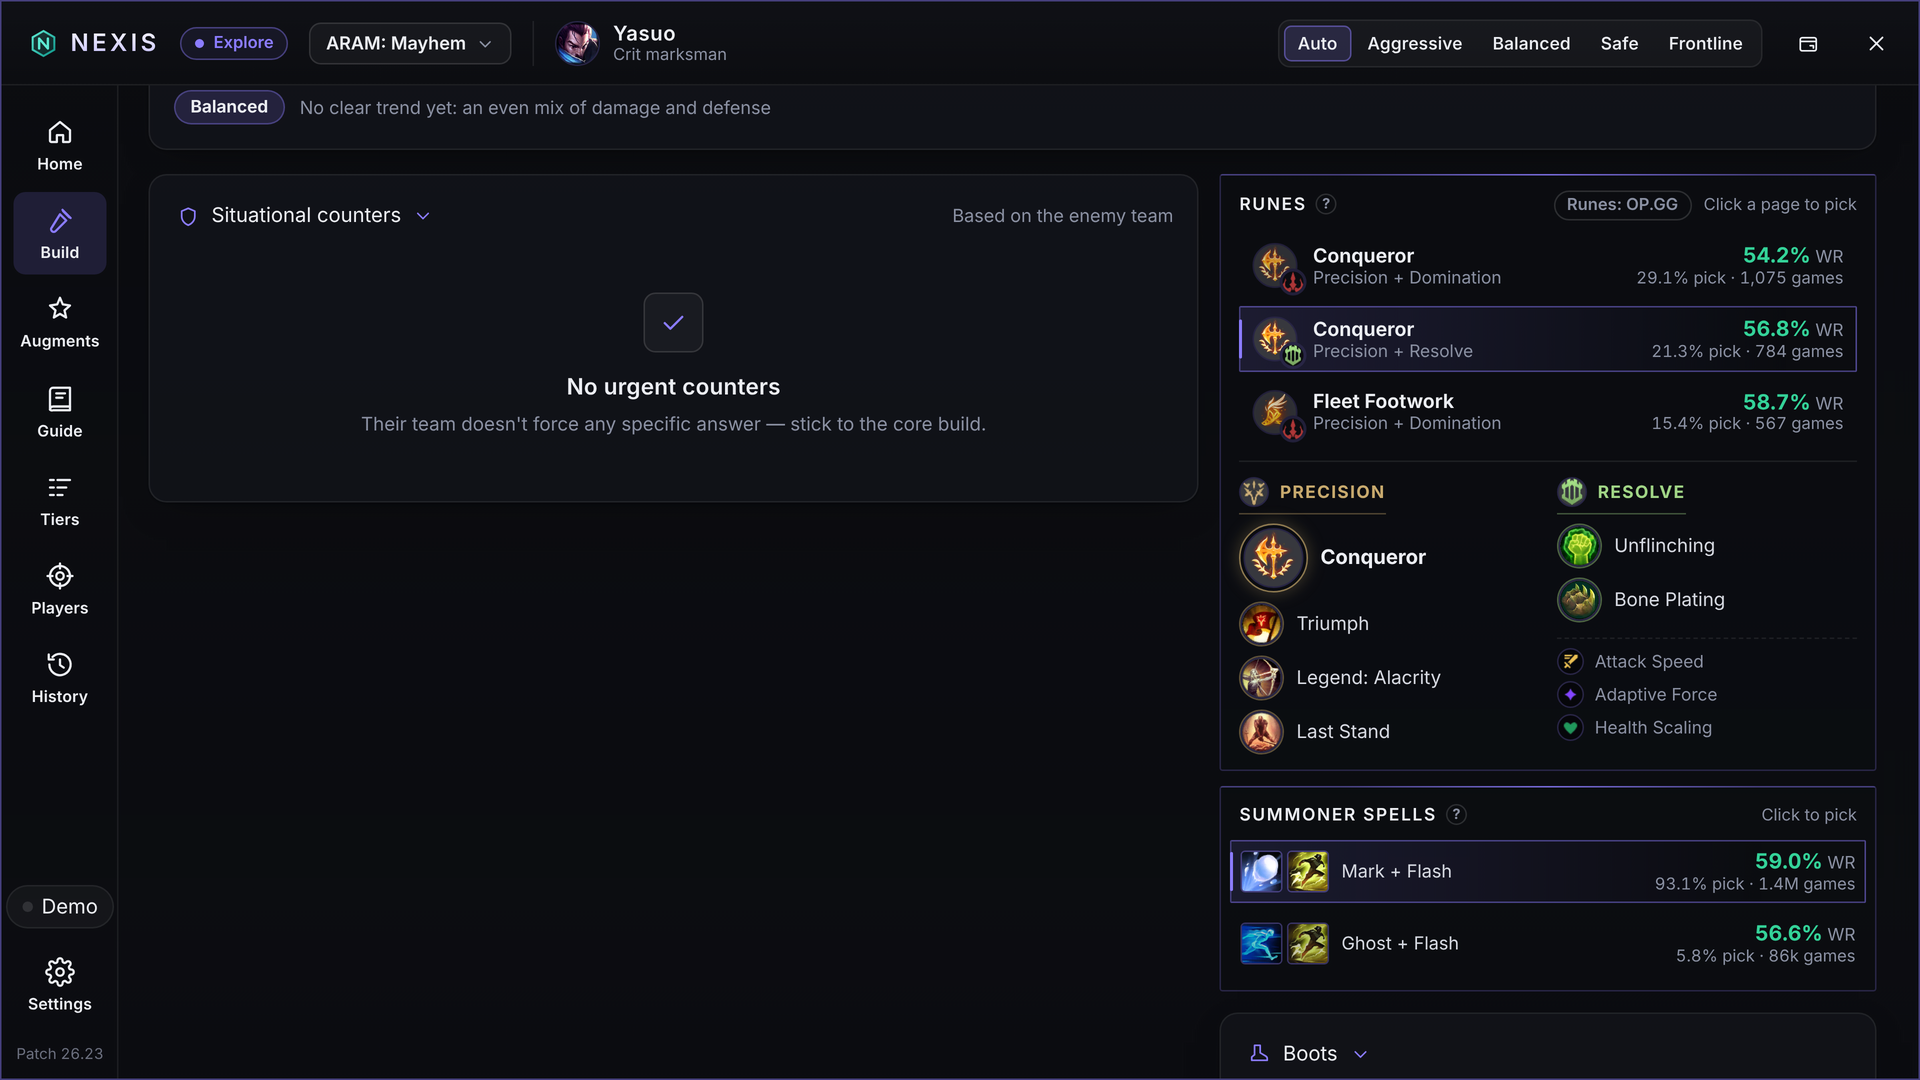 NEXIS
Explore
ARAM: Mayhem
Yasuo
Crit marksman
Auto
Aggressive
Balanced
Safe
Frontline
Home
Build
Augments
Guide
Tiers
Players
History
Demo
Settings
Patch 26.23
Balanced
No clear trend yet: an even mix of damage and defense
Situational counters
Based on the enemy team
No urgent counters
Their team doesn't force any specific answer — stick to the core build.
RUNES ?
Runes: OP.GG
Click a page to pick
Conqueror
Precision + Domination
54.2% WR
29.1% pick · 1,075 games
Conqueror
Precision + Resolve
56.8% WR
21.3% pick · 784 games
Fleet Footwork
Precision + Domination
58.7% WR
15.4% pick · 567 games
PRECISION
Conqueror
Triumph
Legend: Alacrity
Last Stand
RESOLVE
Unflinching
Bone Plating
Attack Speed
Adaptive Force
Health Scaling
SUMMONER SPELLS ?
Click to pick
Mark + Flash
59.0% WR
93.1% pick · 1.4M games
Ghost + Flash
56.6% WR
5.8% pick · 86k games
Boots